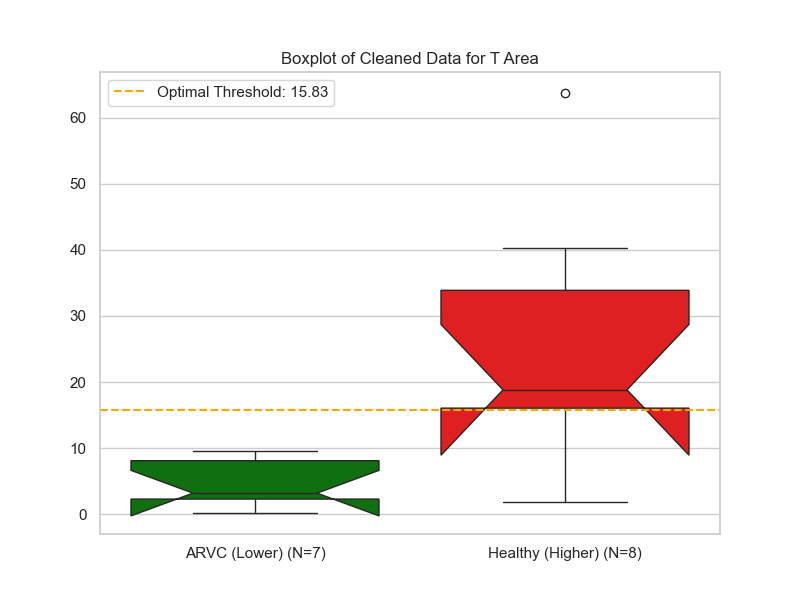 Boxplot of Cleaned Data for T Area
Optimal Threshold: 15.83
60
50
40
30
20
10
0
ARVC (Lower) (N=7)
Healthy (Higher) (N=8)